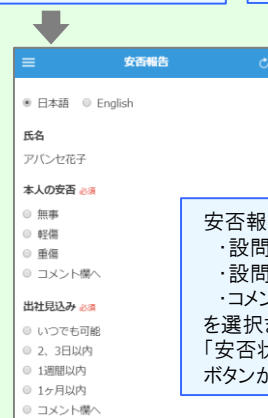 安否報告
日本語 English
氏名
アバンセ花子
本人の安否 必須
無事
軽傷
重傷
コメント欄へ
出社見込み 必須
いつでも可能
2、3日以内
1週間以内
1ヶ月以内
コメント欄へ
安否報
・設問
・設問
・コメン
を選択
「安否状
ボタンか